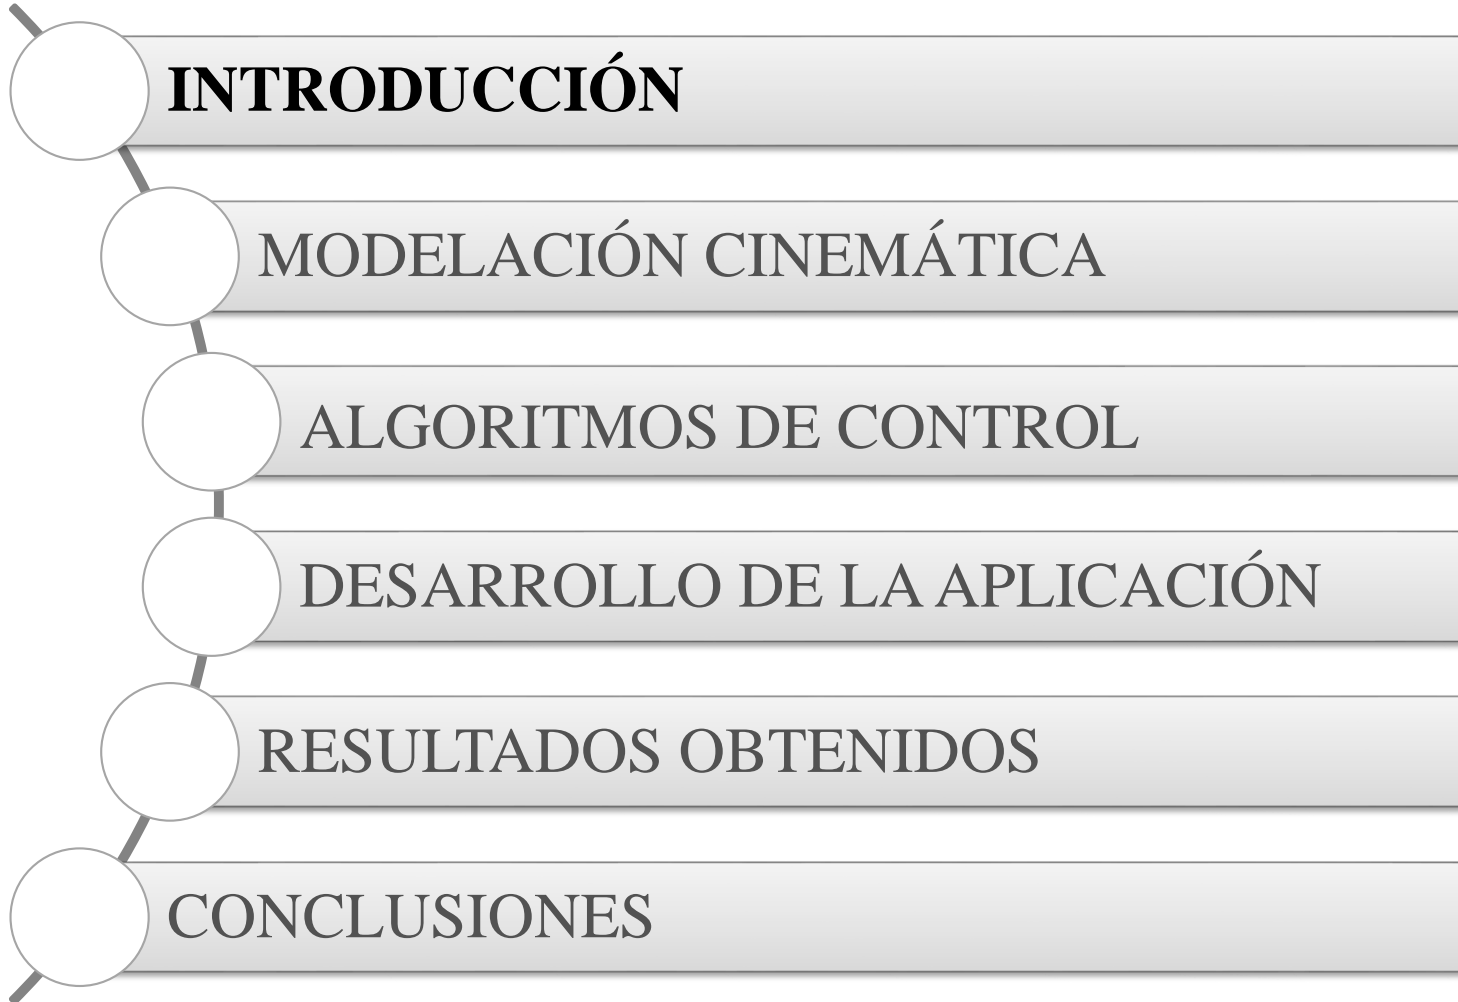 INTRODUCCIÓN
MODELACIÓN CINEMÁTICA
ALGORITMOS DE CONTROL
DESARROLLO DE LA APLICACIÓN
RESULTADOS OBTENIDOS
CONCLUSIONES